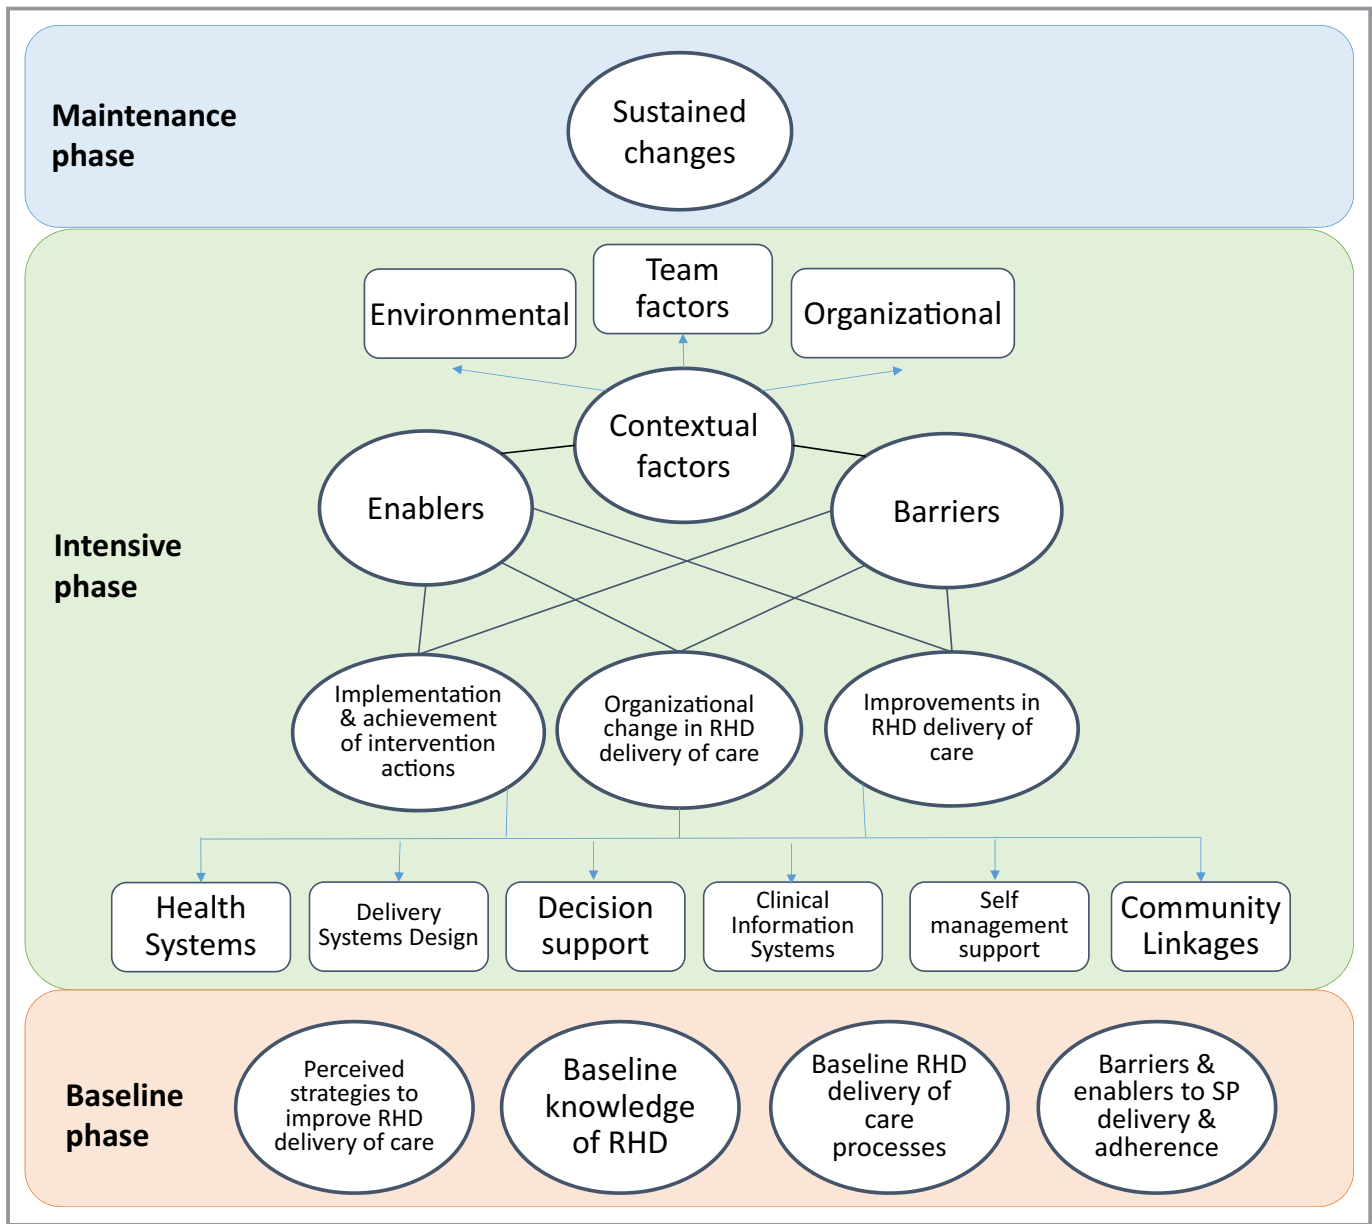 Maintenance
phase
Sustained
changes
Environmental
Team
factors
Organizational
Contextual
factors
Enablers
Barriers
Intensive
phase
Implementation
& achievement
of intervention
actions
Organizational
change in RHD
delivery of care
Improvements in
RHD delivery of
care
Health
Systems
Delivery
Systems Design
Decision
support
Clinical
Information
Systems
Self
management
support
Community
Linkages
Baseline
phase
Perceived
strategies to
improve RHD
delivery of care
Baseline
knowledge
of RHD
Baseline RHD
delivery of
care
processes
Barriers &
enablers to SP
delivery &
adherence